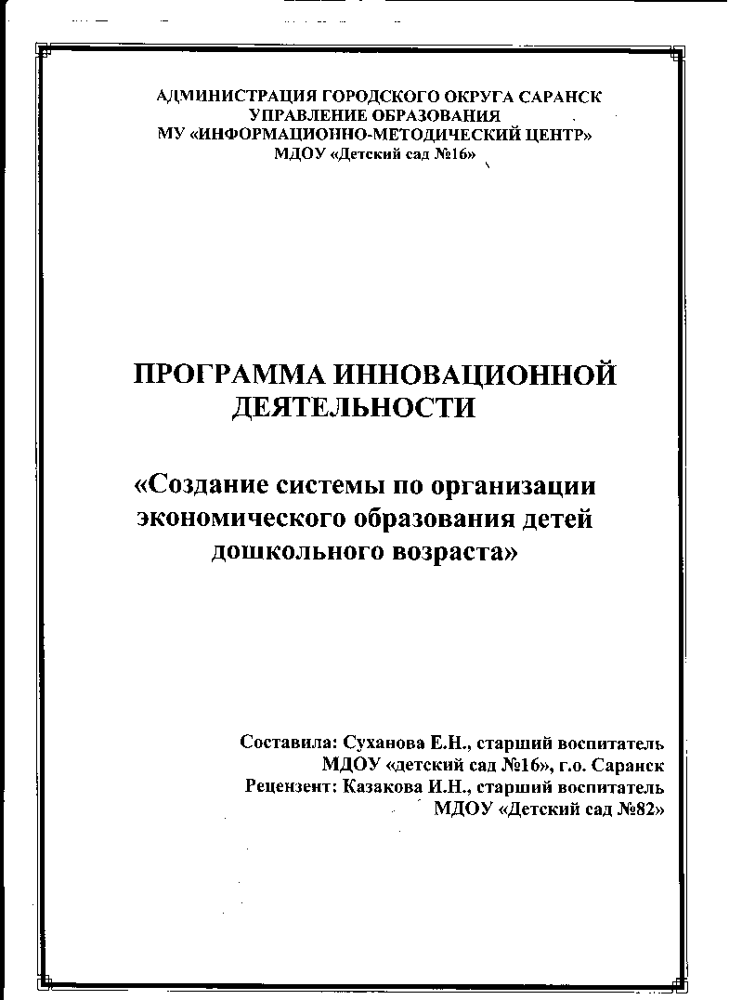 АДМИНИСТРАЦИЯ ГОРОДСКОГО ОКРУГА САРАНСК
УПРАВЛЕНИЕ ОБРАЗОВАНИЯ
МУ «ИНФОРМАЦИОННО-МЕТОДИЧЕСКИЙ ЦЕНТР»
МДОУ «Детский сад №16»
ПРОГРАММА ИННОВАЦИОННОЙ
ДЕЯТЕЛЬНОСТИ
«Создание системы по организации
экономического образования детей
дошкольного возраста»
Составила: Суханова Е.Н., старший воспитатель
МДОУ «детский сад №16», г.о. Саранск
Рецензент: Казакова И.Н., старший воспитатель
МДОУ «Детский сад №82»